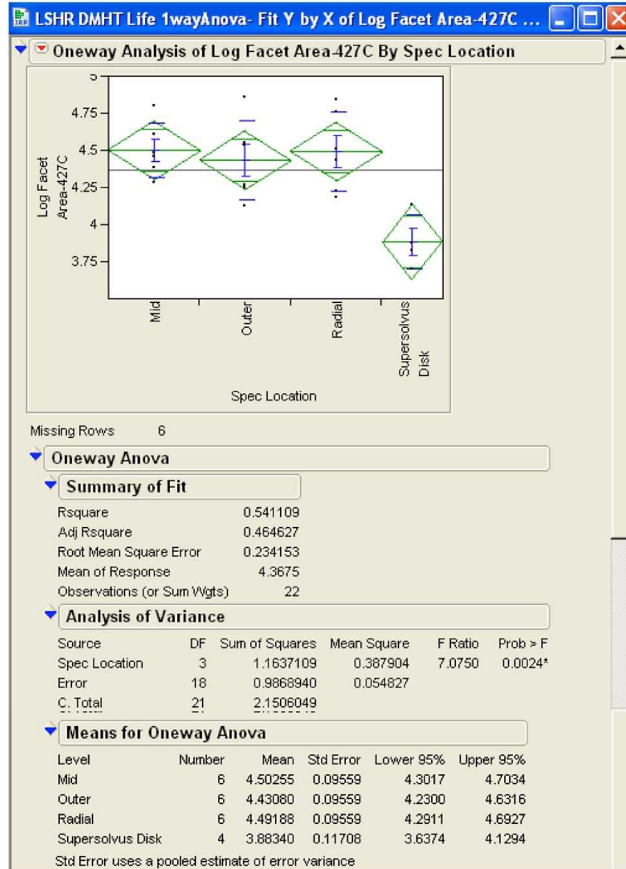 LSHR DMHT Life 1wayAnova- Fit Y by X of Log Facet Area-427C ...
Oneway Analysis of Log Facet Area-427C By Spec Location
5
4.75
4.5
4.25
4
3.75
Log Facet
Area-427C
Mid
Outer
Radial
Supersolvus
Disk
Spec Location
Missing Rows 6
Oneway Anova
Summary of Fit
Rsquare 0.541109
Adj Rsquare 0.464627
Root Mean Square Error 0.234153
Mean of Response 4.3675
Observations (or Sum Wgts) 22
Analysis of Variance
Source DF Sum of Squares Mean Square F Ratio Prob > F
Spec Location 3 1.1637109 0.387904 7.0750 0.0024*
Error 18 0.9868940 0.054827
C. Total 21 2.1506049
Means for Oneway Anova
Level Number Mean Std Error Lower 95% Upper 95%
Mid 6 4.50255 0.09559 4.3017 4.7034
Outer 6 4.43080 0.09559 4.2300 4.6316
Radial 6 4.49188 0.09559 4.2911 4.6927
Supersolvus Disk 4 3.88340 0.11708 3.6374 4.1294
Std Error uses a pooled estimate of error variance